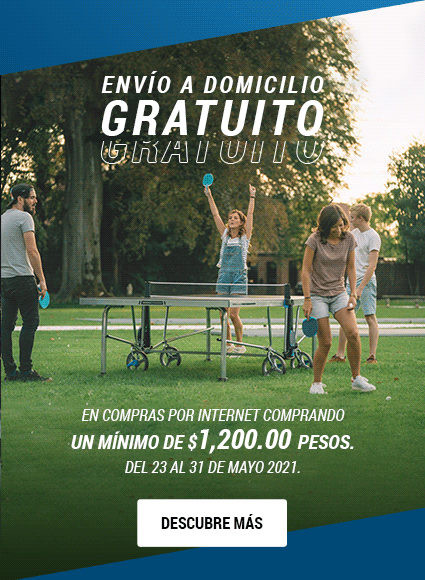 ENVÍO A DOMICILIO
GRATUITO
GRATUITO
EN COMPRAS POR INTERNET COMPRANDO
UN MÍNIMO DE $1,200.00 PESOS.
DEL 23 AL 31 DE MAYO 2021.
DESCUBRE MÁS